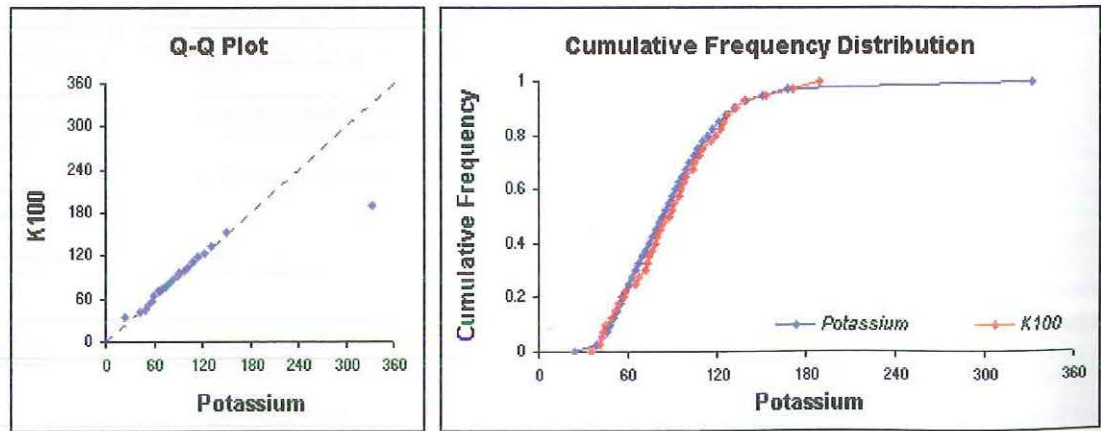 Q-Q Plot
360
300
240
180
120
60
0
K100
0 60 120 180 240 300 360
Potassium
Cumulative Frequency Distribution
1
0.8
0.6
0.4
0.2
0
Cumulative Frequency
Potassium K100
0 60 120 180 240 300 360
Potassium